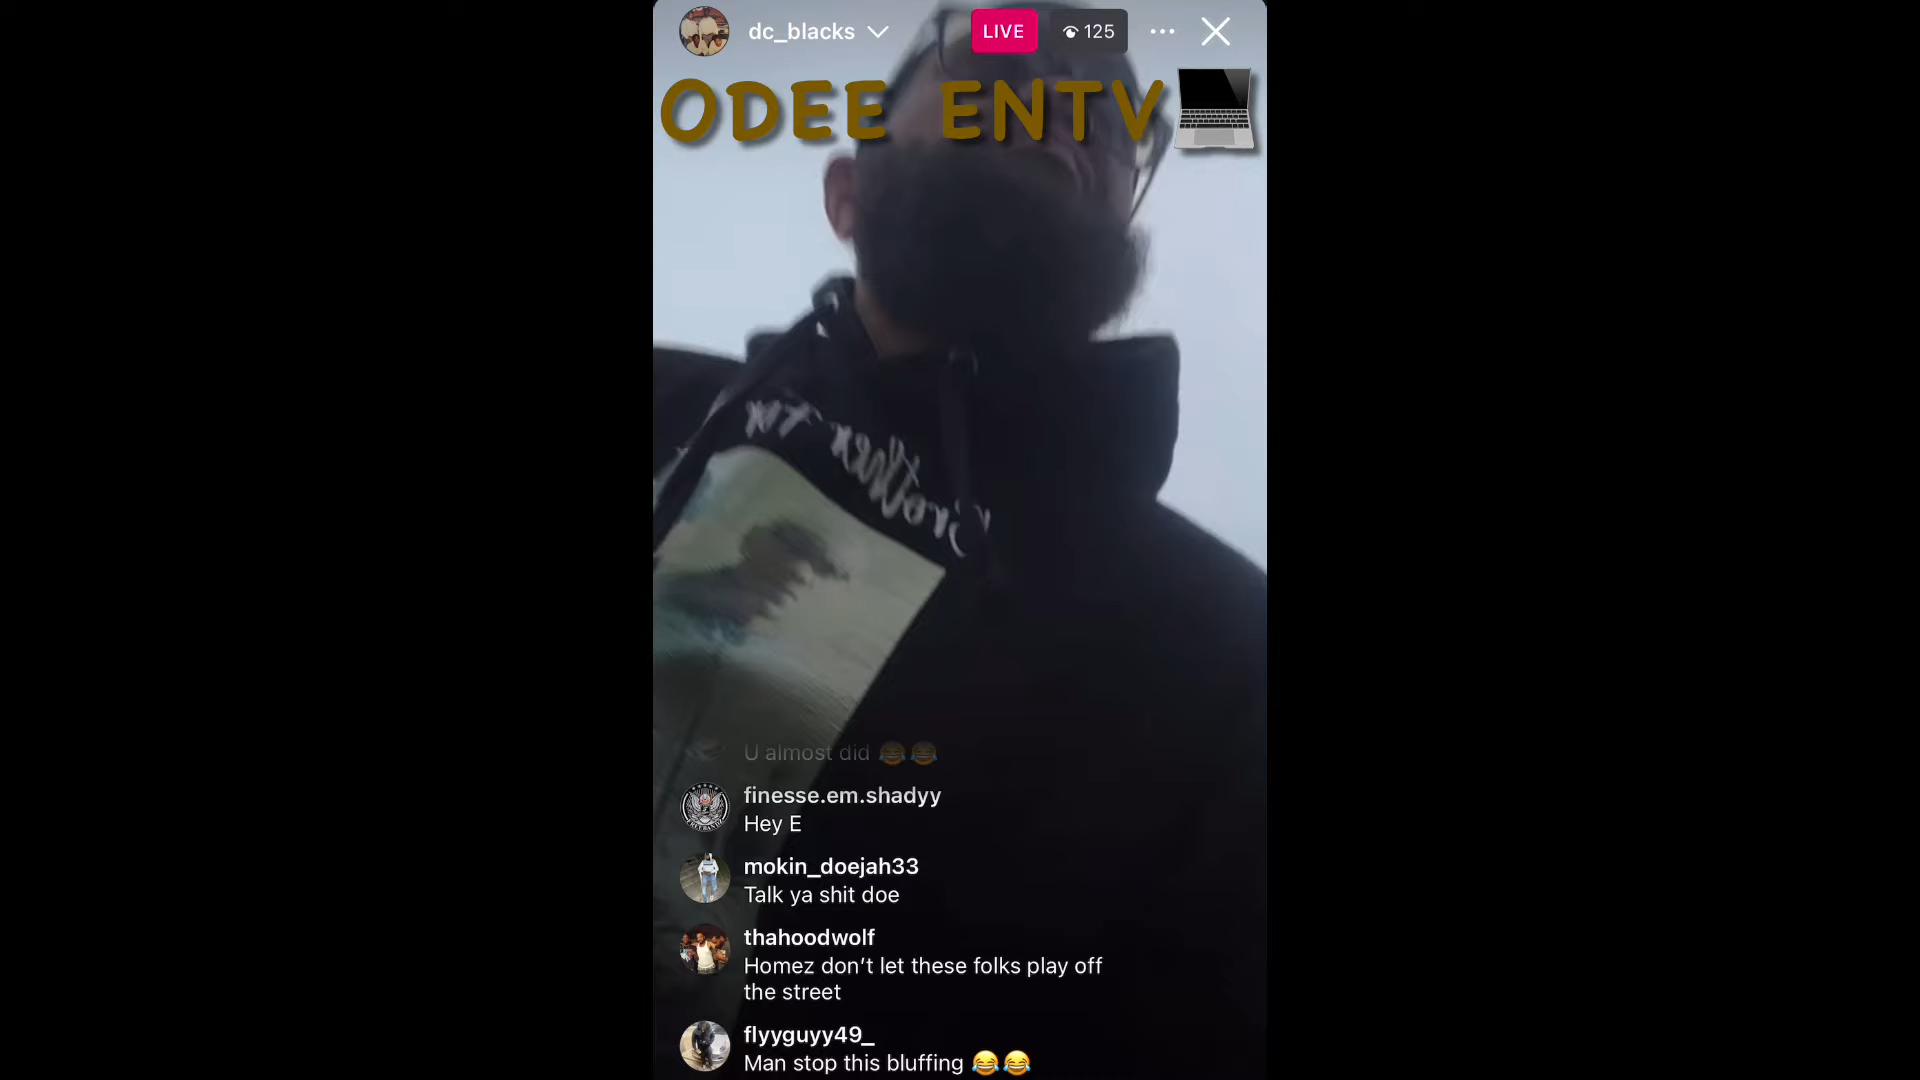 dc_blacks
LIVE
125
ODEE ENTV
U almost did 😂😂
finesse.em.shadyy
Hey E
mokin_doejah33
Talk ya shit doe
thahoodwolf
Homez don't let these folks play off
the street
flyyguyy49_
Man stop this bluffing 😂😂